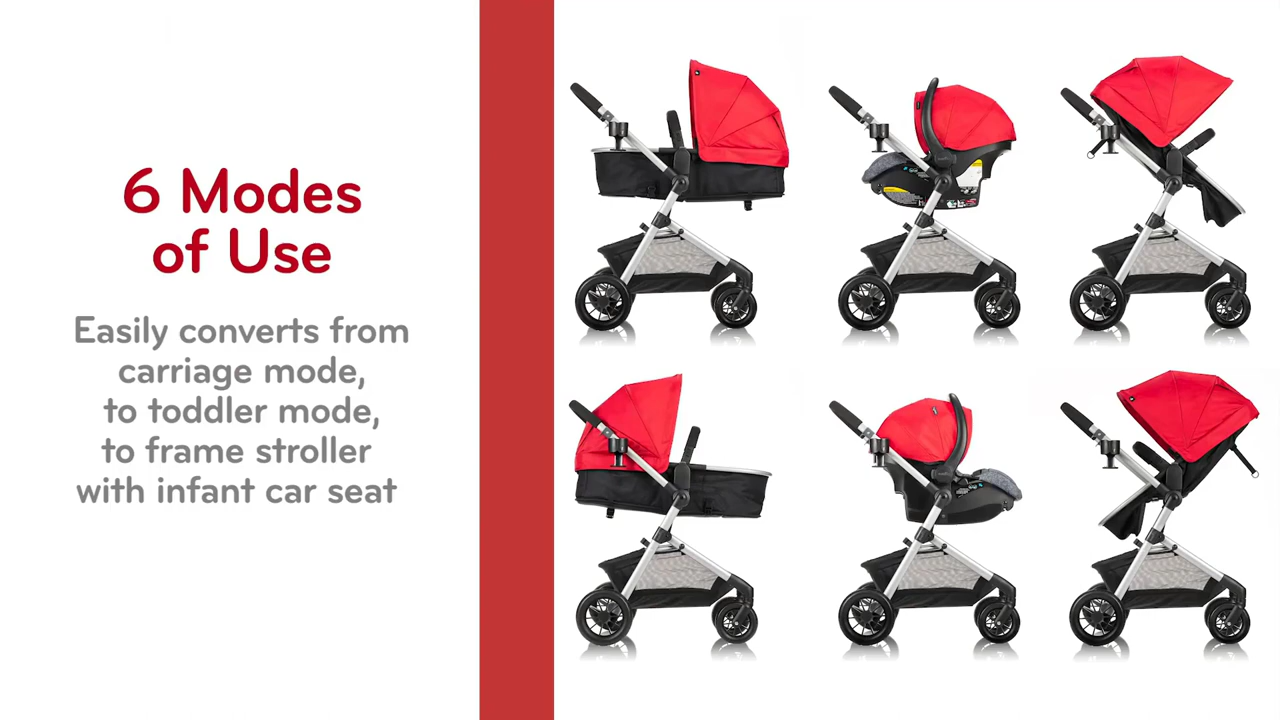 6 Modes
of Use
Easily converts from
carriage mode,
to toddler mode,
to frame stroller
with infant car seat